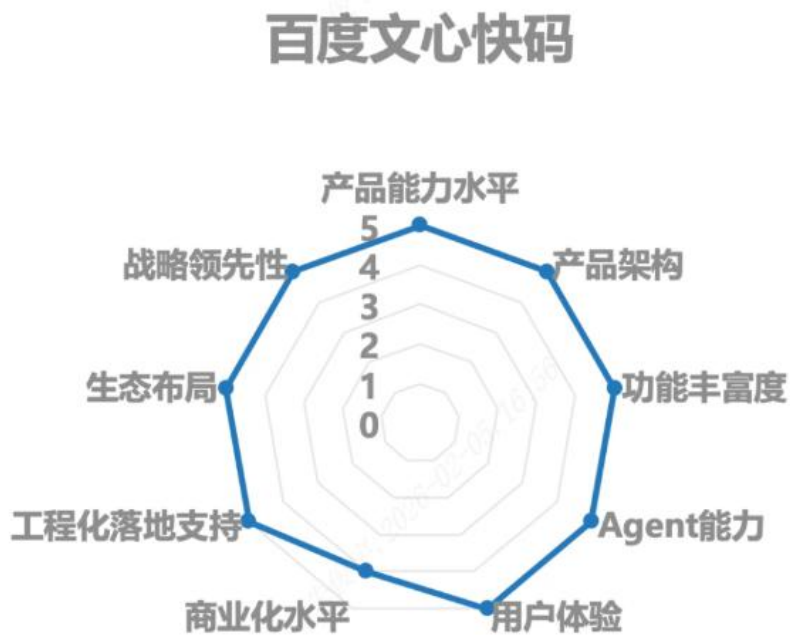 百度文心快码
产品能力水平
5
战略领先性
产品架构
4
3
2
生态布局
1
功能丰富度
0
工程化落地支持
Agent能力
商业化水平
用户体验